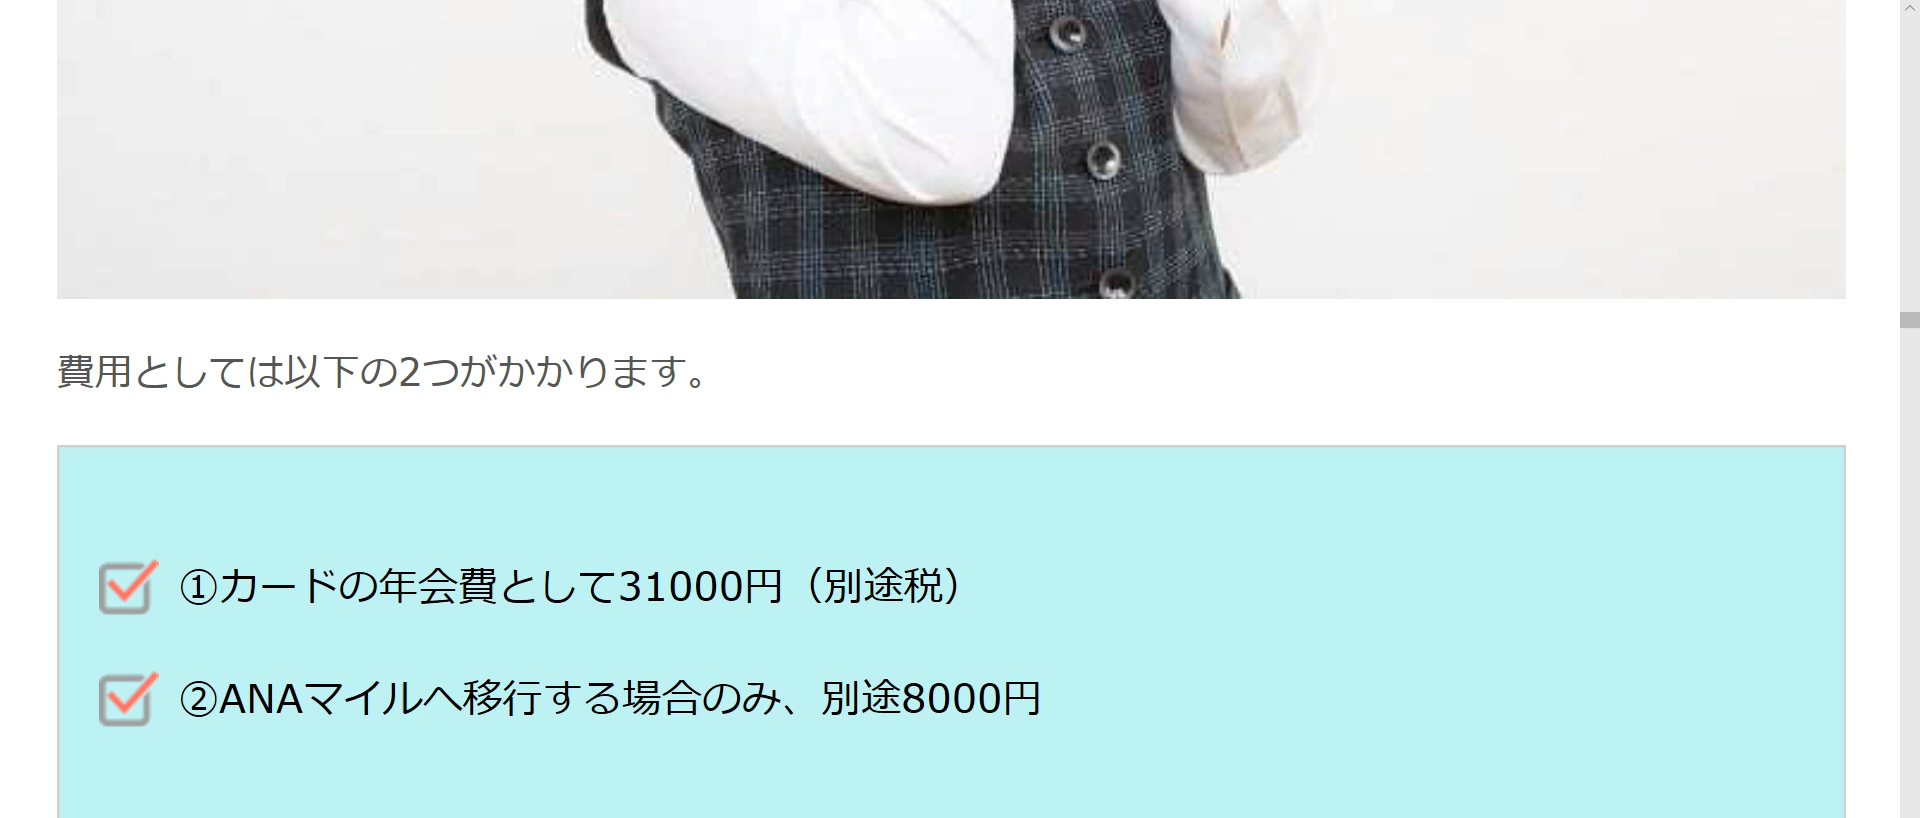 費用としては以下の2つがかかります。
①カードの年会費として31000円（別途税）
②ANAマイルへ移行する場合のみ、別途8000円